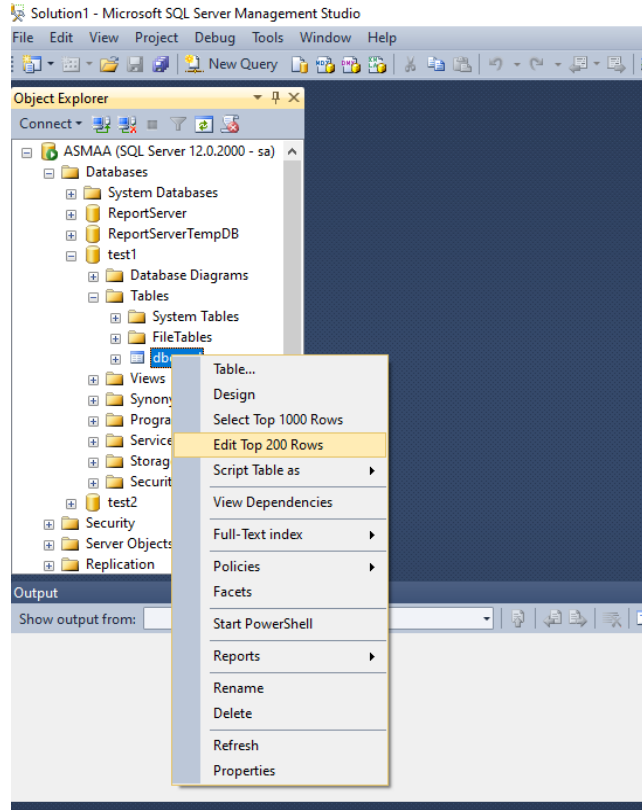 Solution1 - Microsoft SQL Server Management Studio
File Edit View Project Debug Tools Window Help
New Query
Object Explorer
Connect
ASMAA (SQL Server 12.0.2000 - sa)
Databases
System Databases
ReportServer
ReportServerTempDB
test1
Database Diagrams
Tables
System Tables
FileTables
Views
Security
test2
Security
Server Objects
Replication
Table...
Design
Select Top 1000 Rows
Edit Top 200 Rows
Script Table as
View Dependencies
Full-Text index
Policies
Facets
Start PowerShell
Reports
Rename
Delete
Refresh
Properties
Output
Show output from: